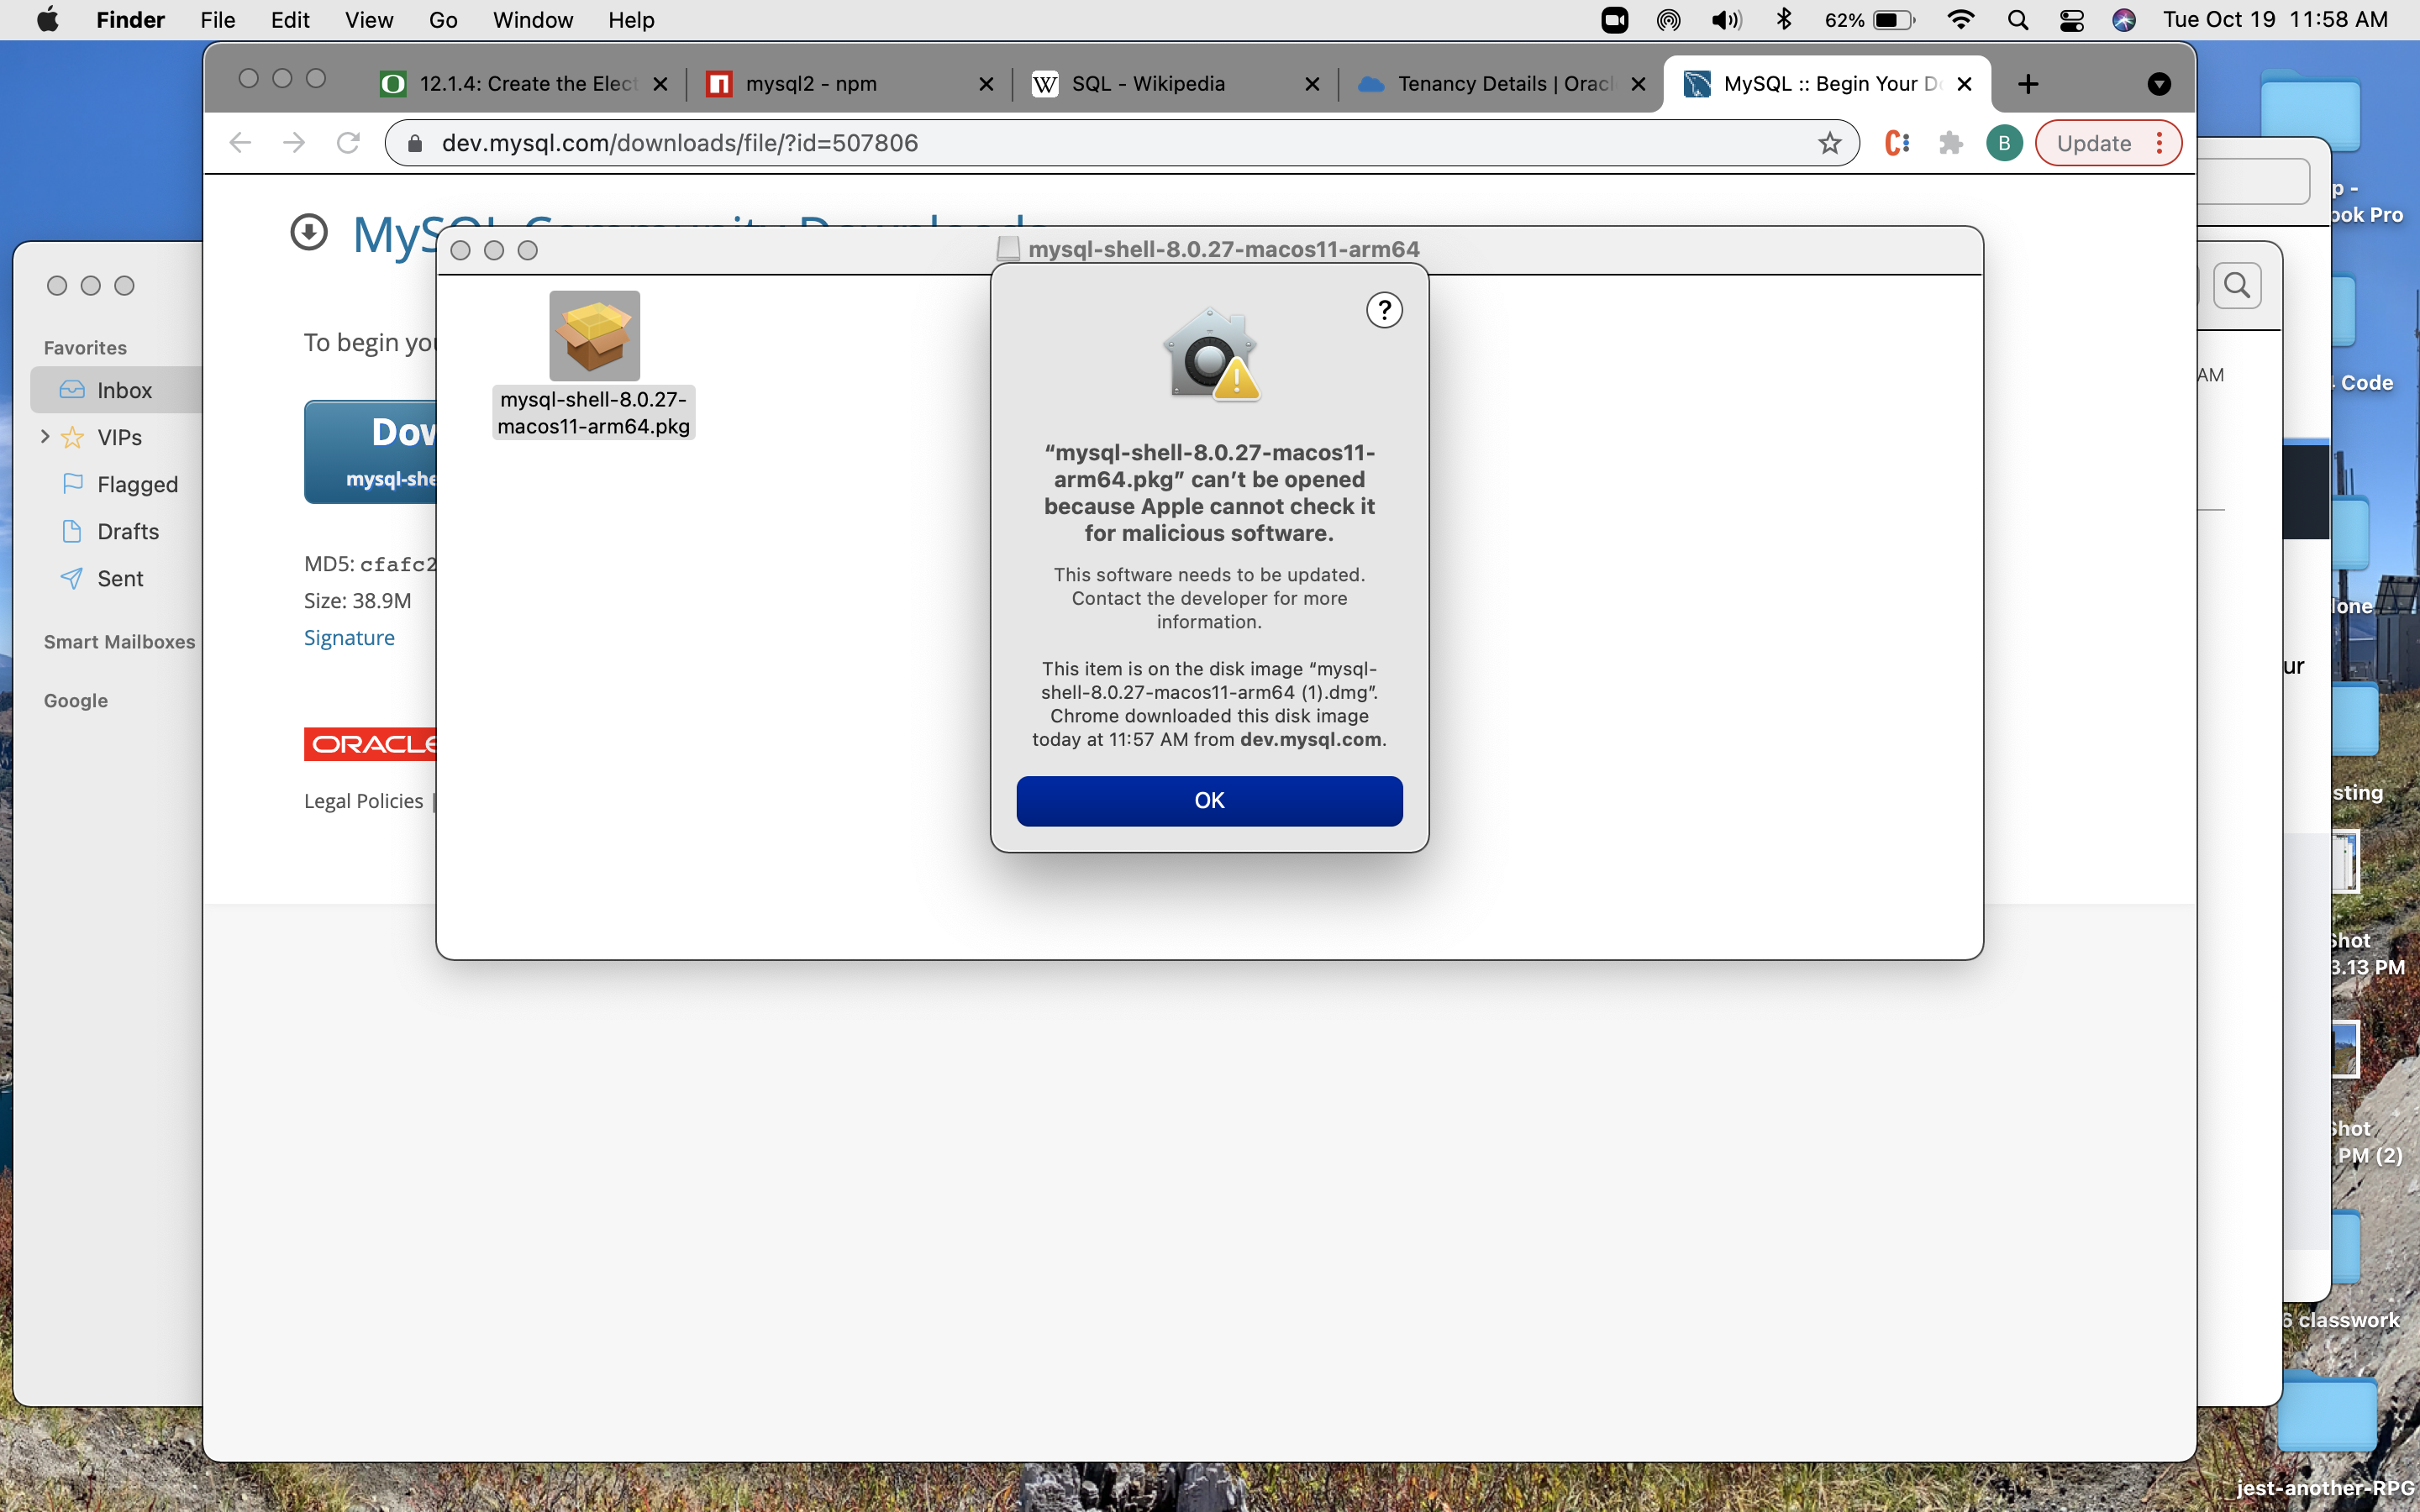 Finder File Edit View Go Window Help 62% Tue Oct 19 11:58 AM
12.1.4: Create the Elect
mysql2 - npm
SQL - Wikipedia
Tenancy Details | Oracl
MySQL :: Begin Your Do
dev.mysql.com/downloads/file/?id=507806
B
Update
MySQL Community Downloads
mysql-shell-8.0.27-macos11-arm64
Favorites
Inbox
VIPs
Flagged
Drafts
Sent
Smart Mailboxes
Google
To begin you
Dow
mysql-she
MD5: cfafc2
Size: 38.9M
Signature
ORACLE
Legal Policies |
mysql-shell-8.0.27-
macos11-arm64.pkg
?
“mysql-shell-8.0.27-macos11-
arm64.pkg” can’t be opened
because Apple cannot check it
for malicious software.
This software needs to be updated.
Contact the developer for more
information.
This item is on the disk image “mysql-
shell-8.0.27-macos11-arm64 (1).dmg”.
Chrome downloaded this disk image
today at 11:57 AM from dev.mysql.com.
OK
p -
ook Pro
AM
Code
lone
ur
sting
Shot
3.13 PM
Shot
PM (2)
6 classwork
jest-another-RPG